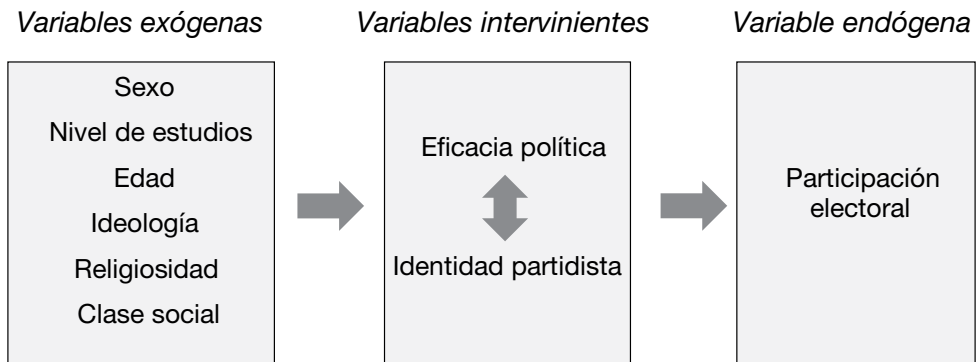 Variables exógenas
Variables intervinientes
Variable endógena
Sexo
Nivel de estudios
Edad
Ideología
Religiosidad
Clase social
Eficacia política
Identidad partidista
Participación
electoral